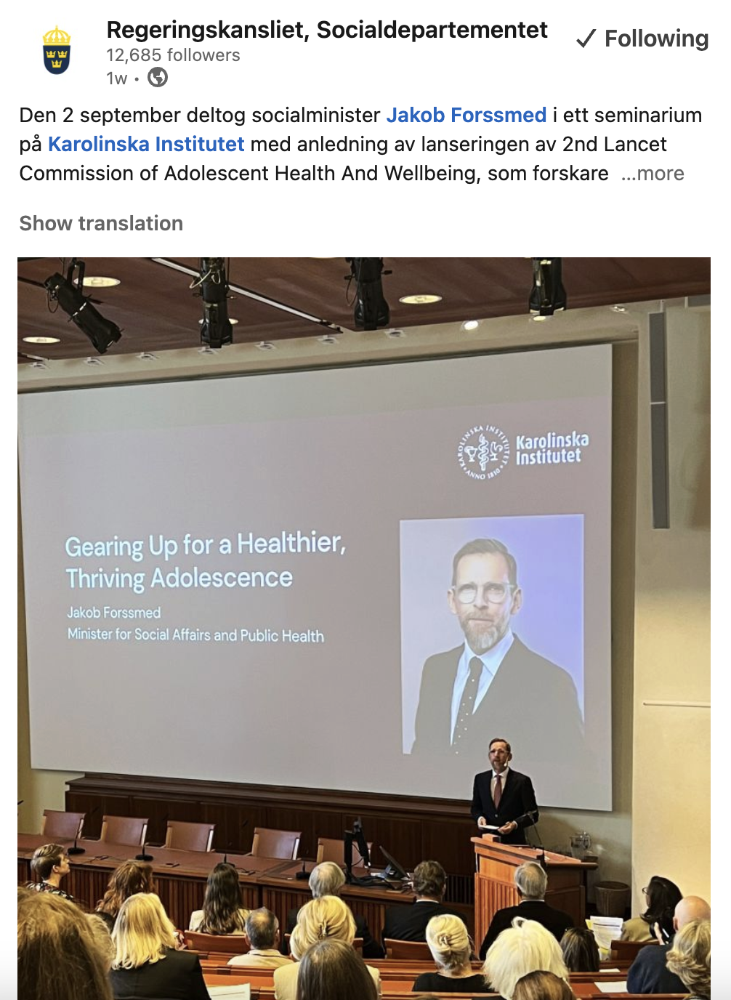 Regeringskansliet, Socialdepartementet
✓ Following
12,685 followers
1w •
Den 2 september deltog socialminister Jakob Forssmed i ett seminarium
på Karolinska Institutet med anledning av lanseringen av 2nd Lancet
Commission of Adolescent Health And Wellbeing, som forskare ...more
Show translation
KAROLINSKA INSTITUTET
ANNO 1810
Karolinska
Institutet
Gearing Up for a Healthier,
Thriving Adolescence
Jakob Forssmed
Minister for Social Affairs and Public Health